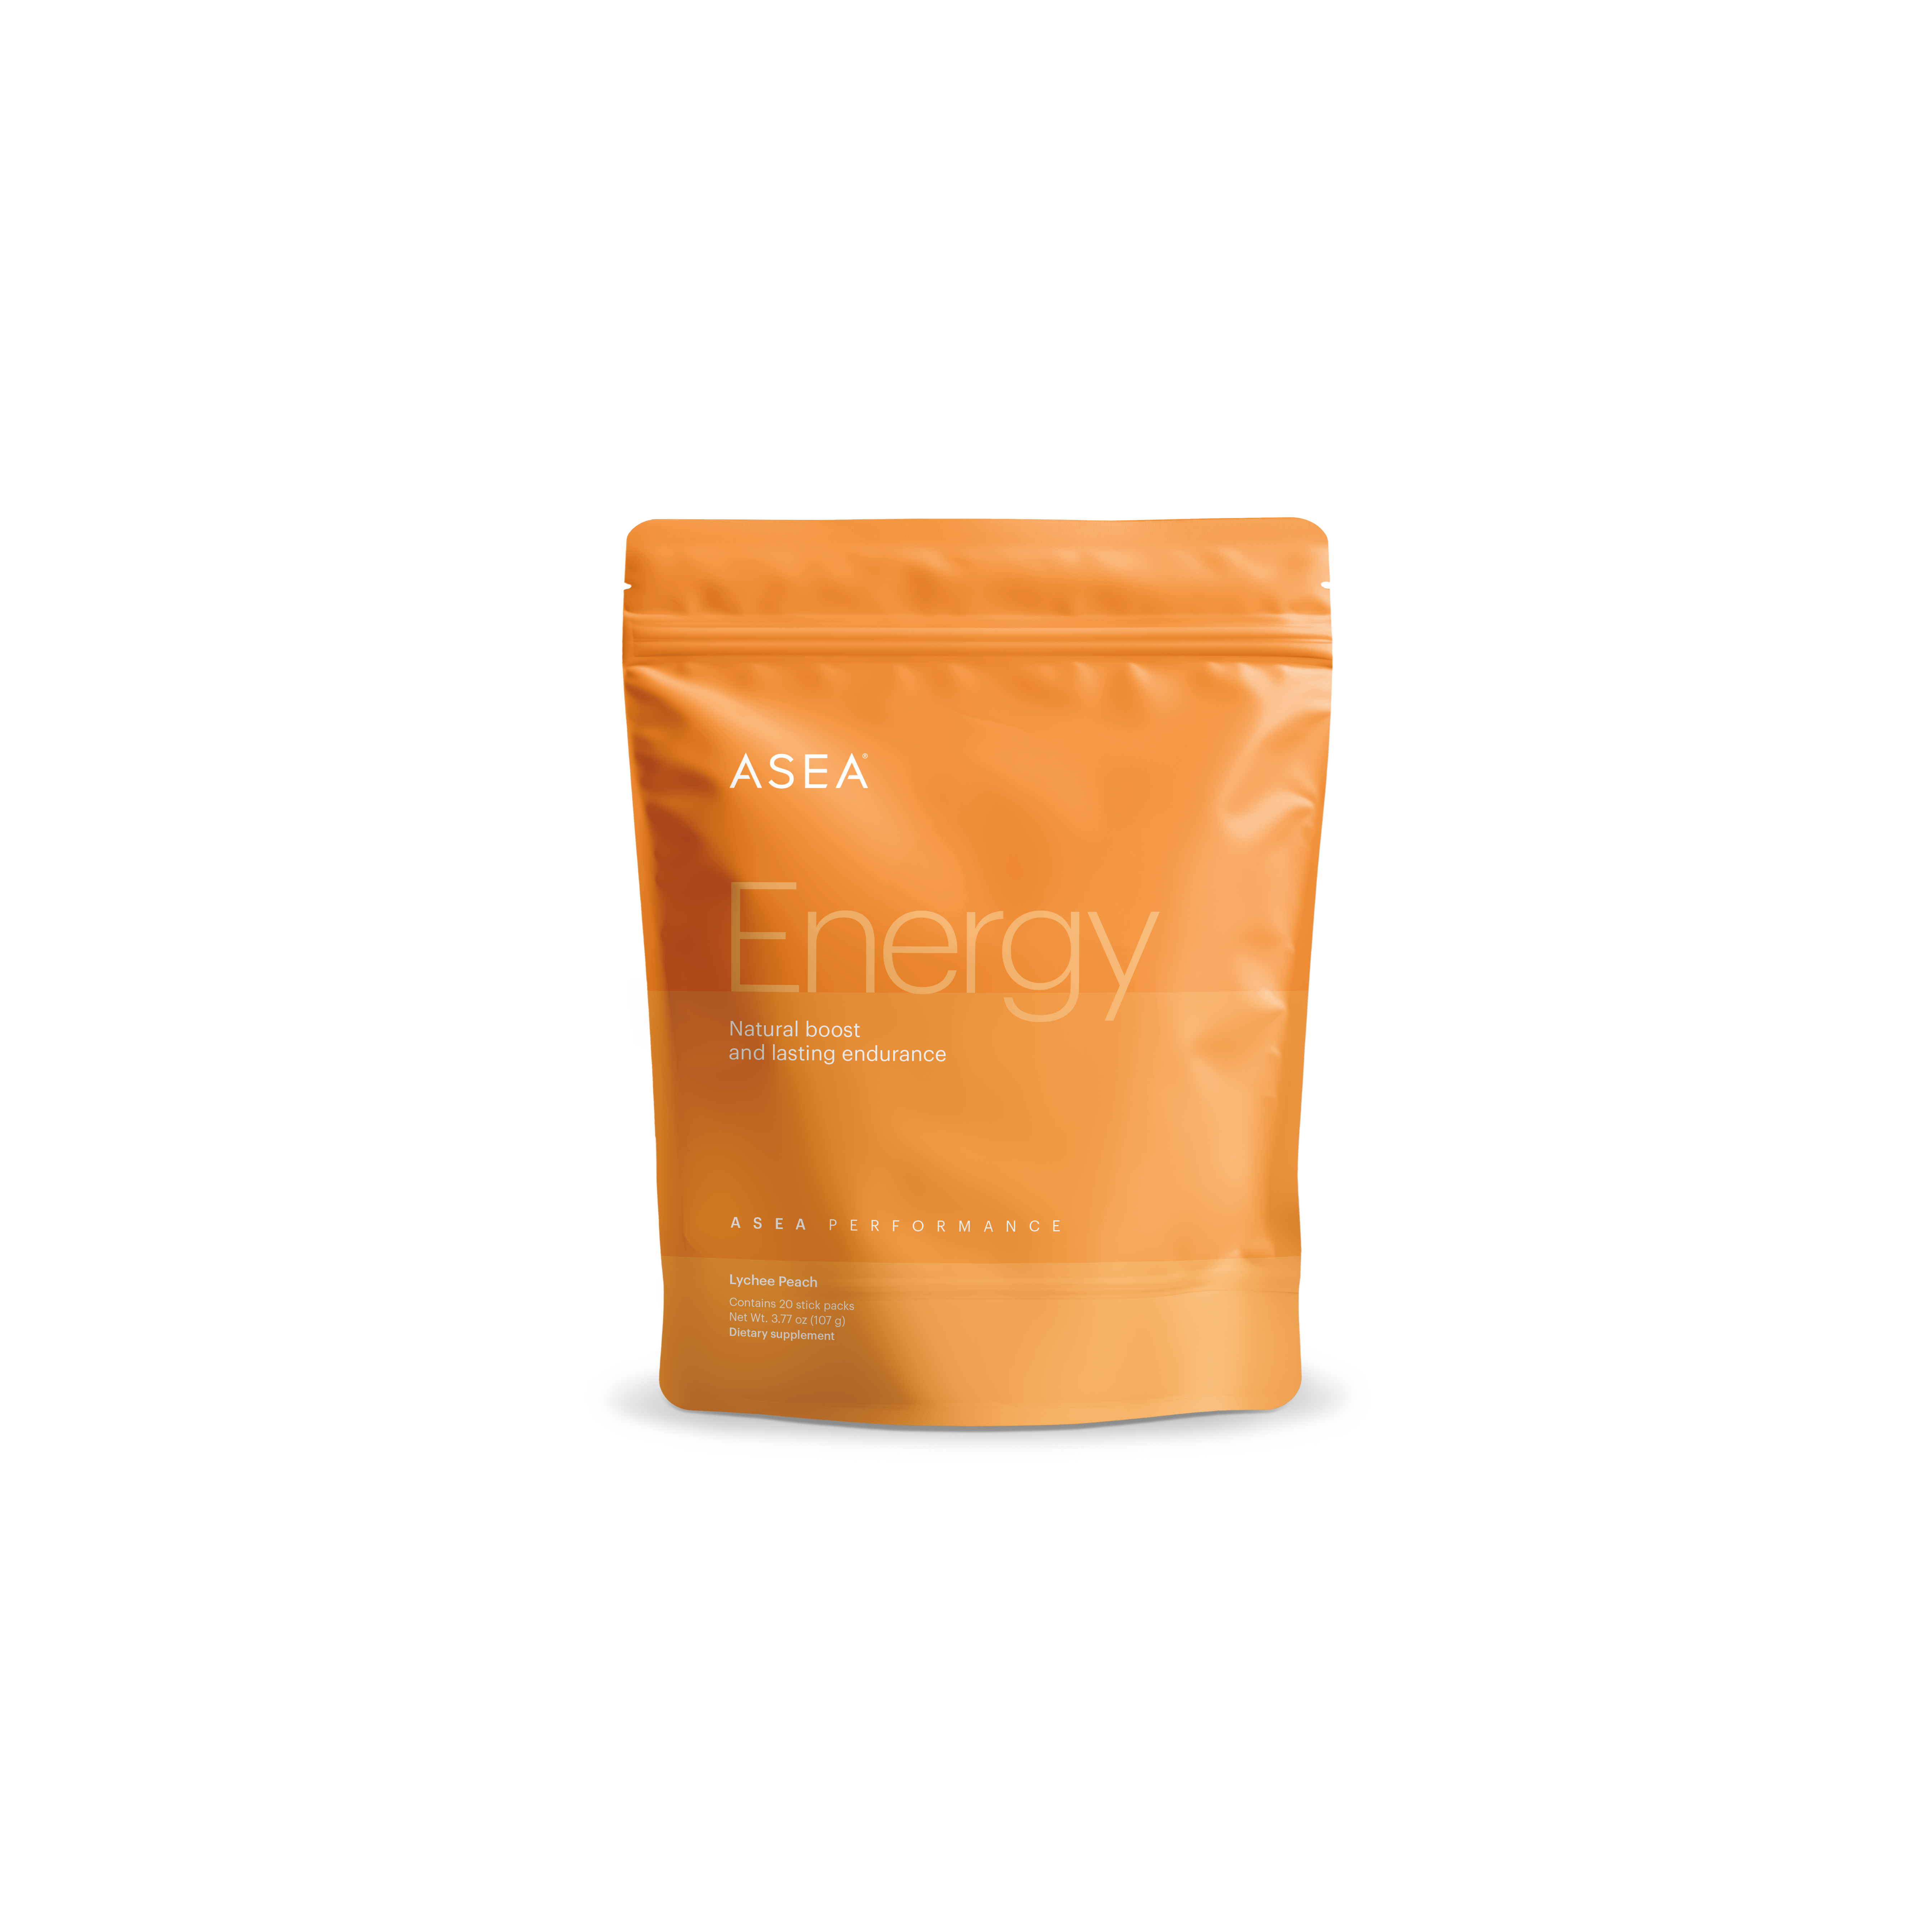 ASEA®
Energy
Natural boost
and lasting endurance
ASEA PERFORMANCE
Lychee Peach
Contains 20 stick packs
Net Wt. 3.77 oz (107 g)
Dietary supplement